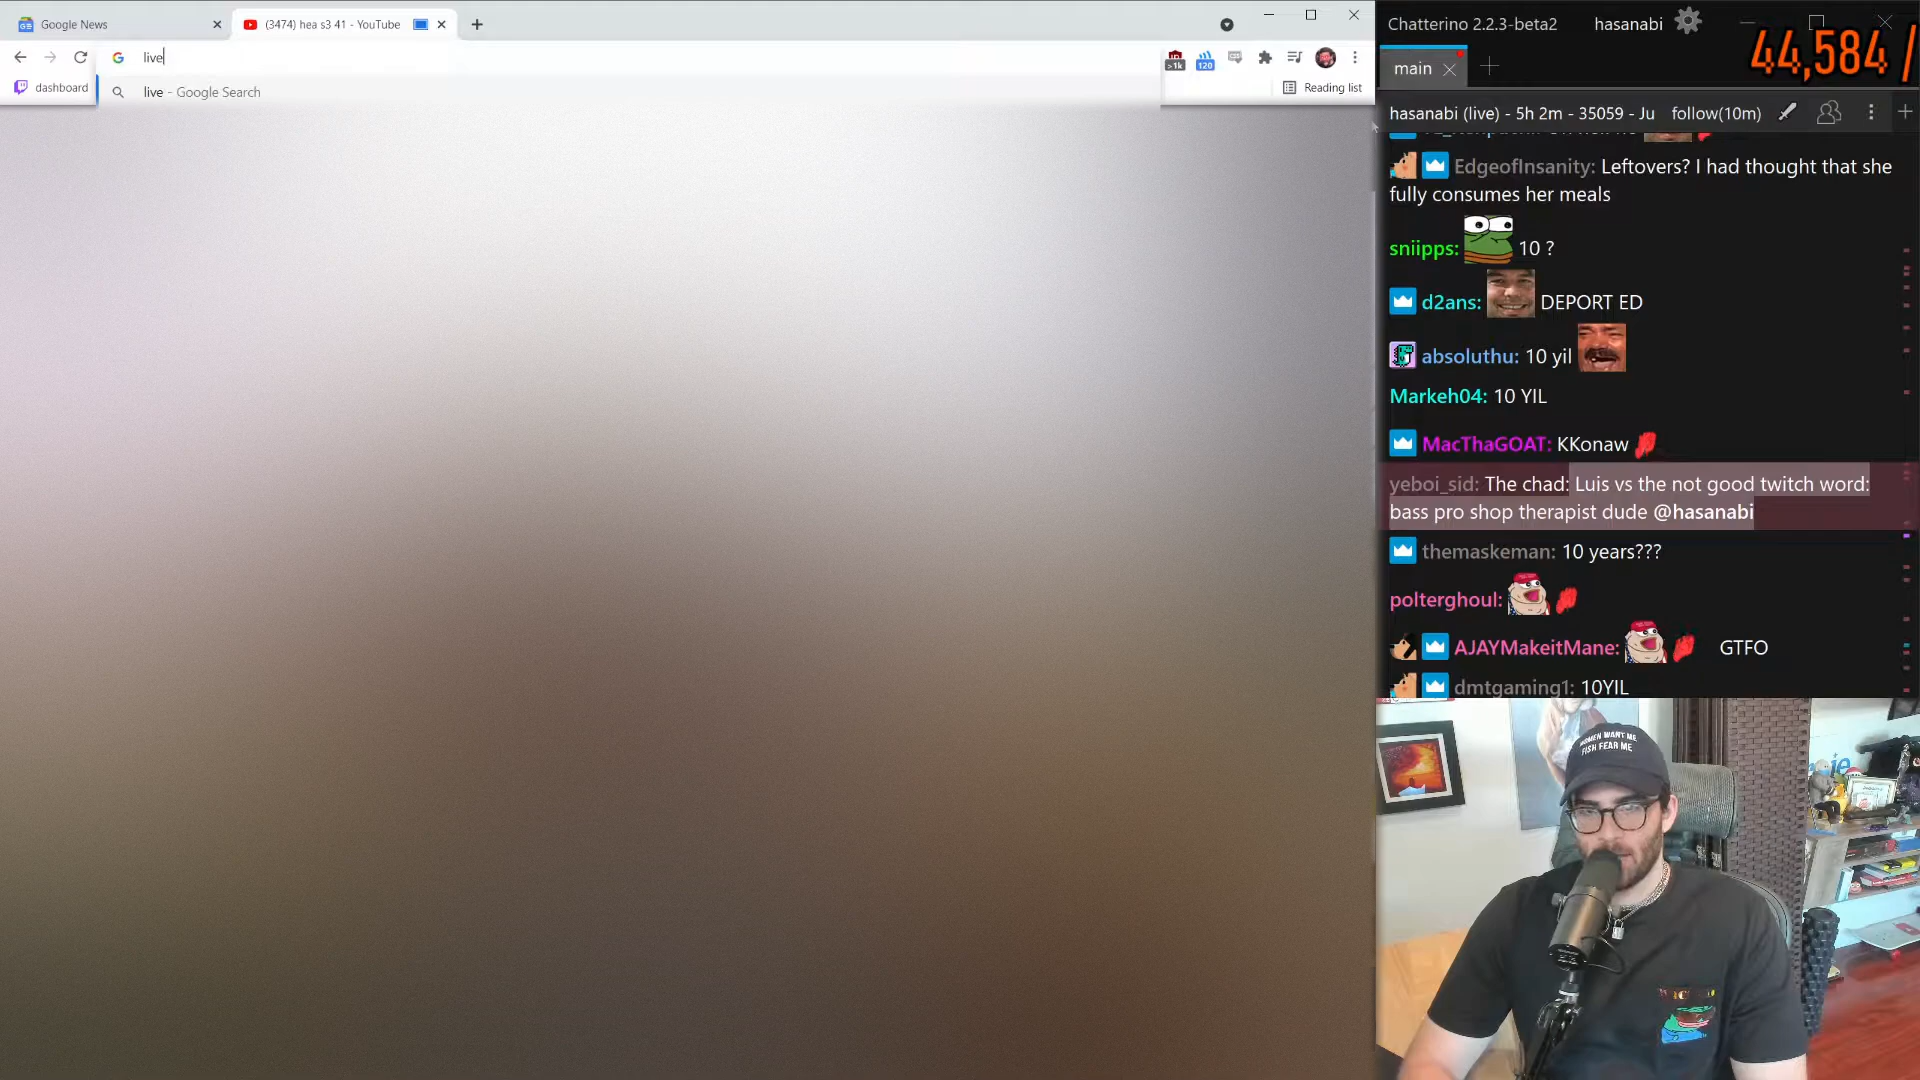 Google News
(3474) hea s3 41 - YouTube
live
dashboard
live - Google Search
>1k
120
Reading list
Chatterino 2.2.3-beta2
hasanabi
44,584 /
main
hasanabi (live) - 5h 2m - 35059 - Ju
follow(10m)
EdgeofInsanity: Leftovers? I had thought that she
fully consumes her meals
sniipps: 10 ?
d2ans: DEPORT ED
absoluthu: 10 yil
Markeh04: 10 YIL
MacThaGOAT: KKonaw
yeboi_sid: The chad: Luis vs the not good twitch word:
bass pro shop therapist dude @hasanabi
themaskeman: 10 years???
polterghoul:
AJAYMakeitMane: GTFO
dmtgaming1: 10YIL
WOMEN WANT ME
FISH FEAR ME